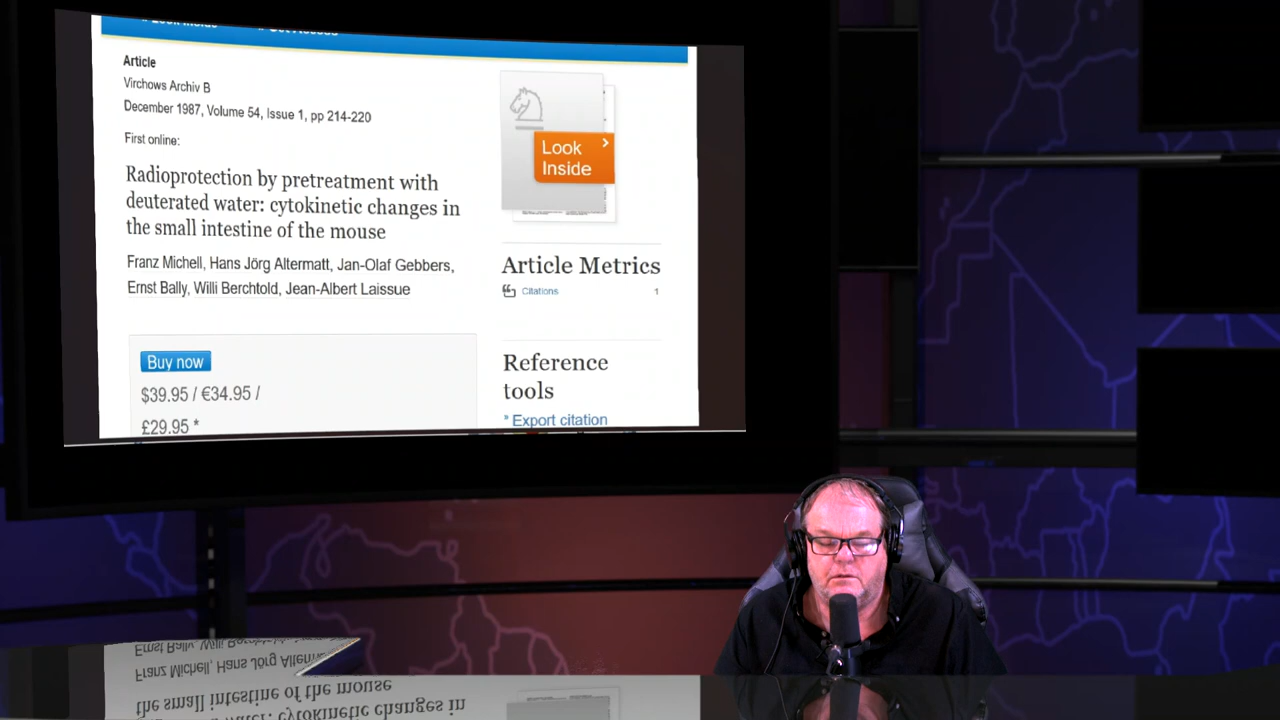 Article
Virchows Archiv B
December 1987, Volume 54, Issue 1, pp 214-220
First online:
Radioprotection by pretreatment with
deuterated water: cytokinetic changes in
the small intestine of the mouse
Franz Michell, Hans Jörg Altermatt, Jan-Olaf Gebbers,
Ernst Bally, Willi Berchtold, Jean-Albert Laissue
Buy now
$39.95 / €34.95 /
£29.95 *
Look
Inside
Article Metrics
Citations 1
Reference
tools
» Export citation